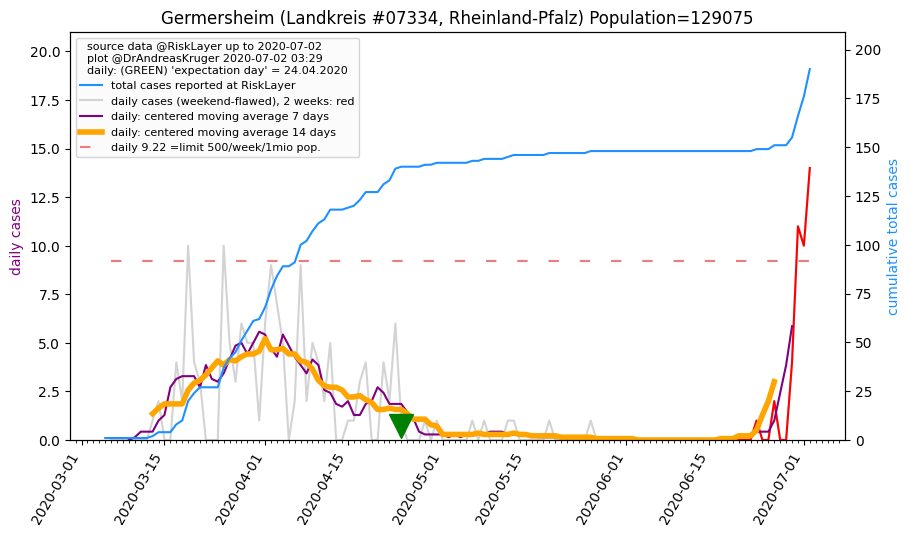 Germersheim (Landkreis #07334, Rheinland-Pfalz) Population=129075
source data @RiskLayer up to 2020-07-02
plot @DrAndreasKruger 2020-07-02 03:29
daily: (GREEN) 'expectation day' = 24.04.2020
total cases reported at RiskLayer
daily cases (weekend-flawed), 2 weeks: red
daily: centered moving average 7 days
daily: centered moving average 14 days
daily 9.22 =limit 500/week/1mio pop.
daily cases
20.0
17.5
15.0
12.5
10.0
7.5
5.0
2.5
0.0
cumulative total cases
200
175
150
125
100
75
50
25
0
2020-03-01
2020-03-15
2020-04-01
2020-04-15
2020-05-01
2020-05-15
2020-06-01
2020-06-15
2020-07-01